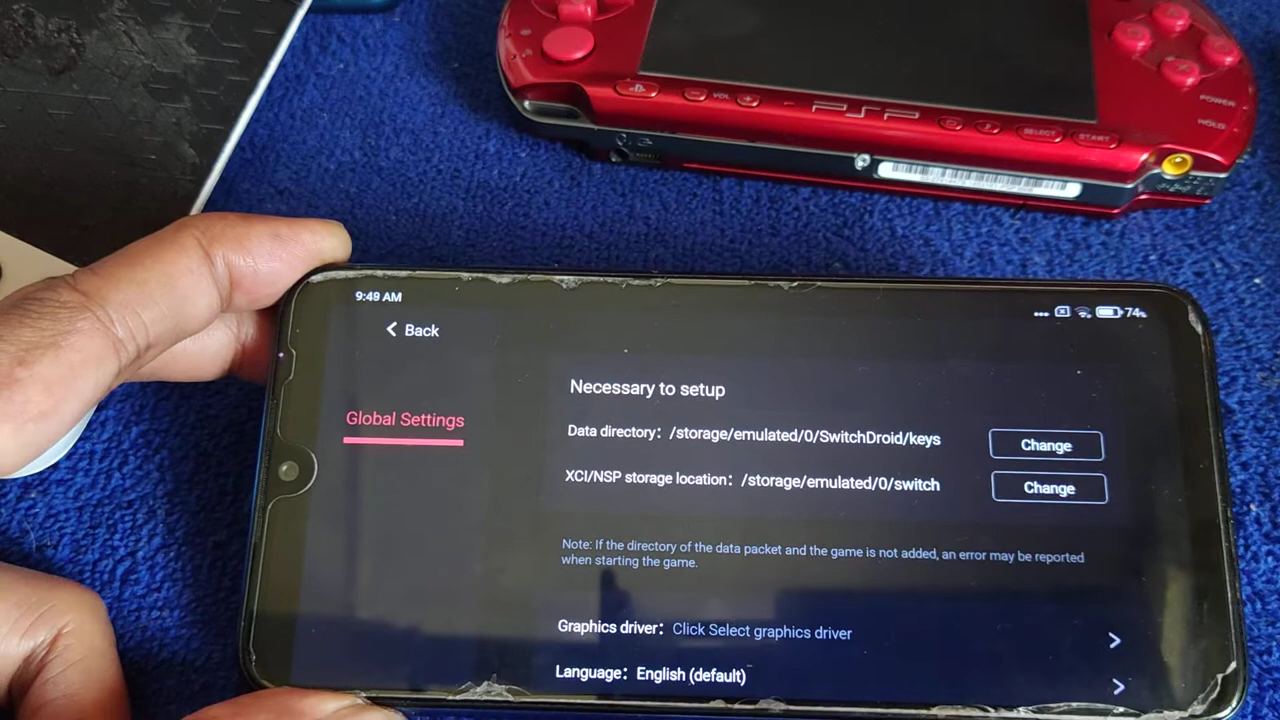 POWER
HOLD
VOL
PSP
SELECT
START
9:49 AM
74%
Back
Necessary to setup
Global Settings
Data directory: /storage/emulated/0/SwitchDroid/keys
Change
XCI/NSP storage location: /storage/emulated/0/switch
Change
Note: If the directory of the data packet and the game is not added, an error may be reported
when starting the game.
Graphics driver: Click Select graphics driver
Language: English (default)